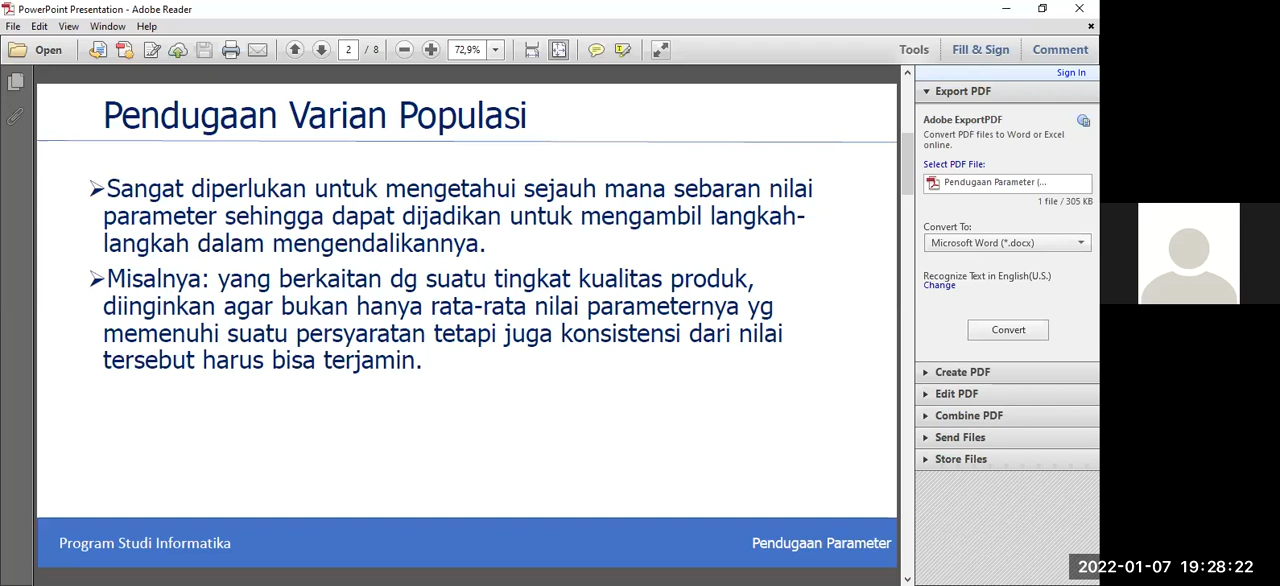 PowerPoint Presentation - Adobe Reader
File Edit View Window Help
Open 2 / 8 72,9% Tools Fill & Sign Comment
Sign In
Pendugaan Varian Populasi
➢Sangat diperlukan untuk mengetahui sejauh mana sebaran nilai
parameter sehingga dapat dijadikan untuk mengambil langkah-
langkah dalam mengendalikannya.
➢Misalnya: yang berkaitan dg suatu tingkat kualitas produk,
diinginkan agar bukan hanya rata-rata nilai parameternya yg
memenuhi suatu persyaratan tetapi juga konsistensi dari nilai
tersebut harus bisa terjamin.
Program Studi Informatika
Pendugaan Parameter
Export PDF
Adobe ExportPDF
Convert PDF files to Word or Excel
online.
Select PDF File:
Pendugaan Parameter (...
1 file / 305 KB
Convert To:
Microsoft Word (*.docx)
Recognize Text in English(U.S.)
Change
Convert
Create PDF
Edit PDF
Combine PDF
Send Files
Store Files
2022-01-07 19:28:22